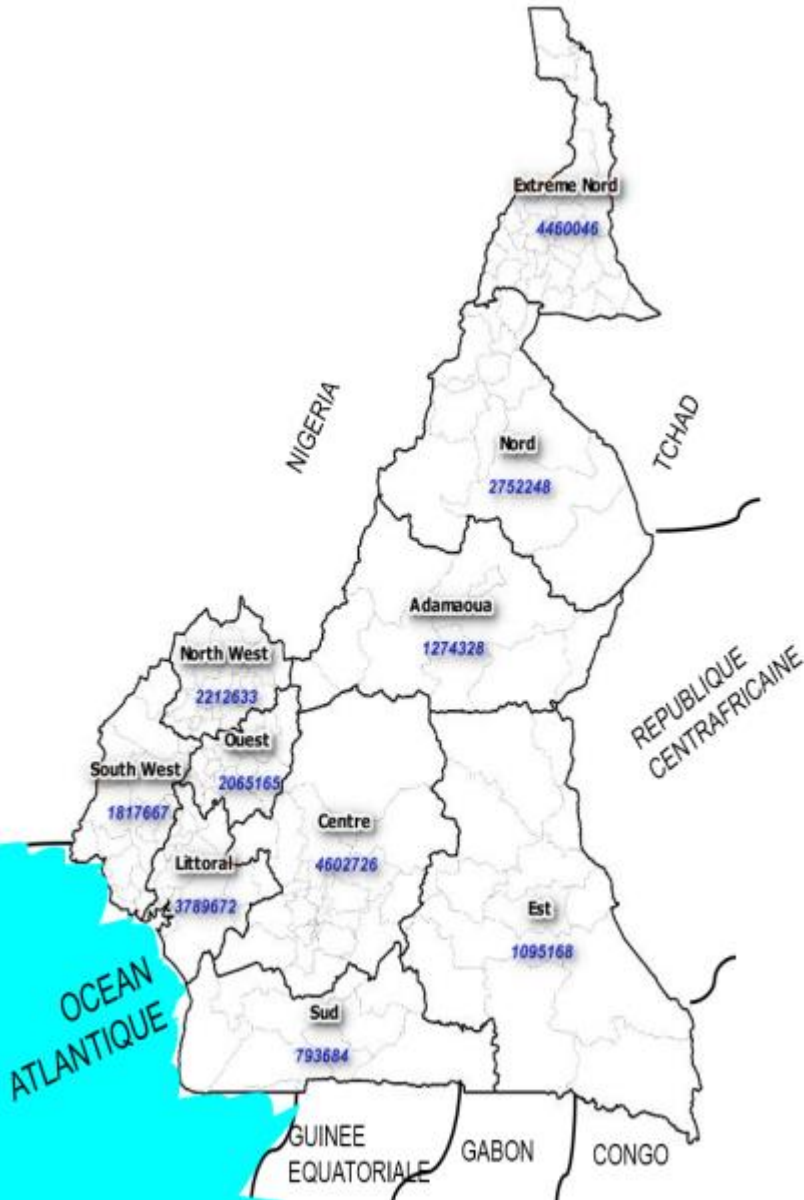 Extreme Nord
4460046
NIGERIA
TCHAD
Nord
2752248
Adamaoua
1274328
North West
2212633
REPUBLIQUE
CENTRAFRICAINE
Ouest
2065165
South West
1817667
Centre
4602726
Littoral
3789672
Est
1095168
OCEAN
ATLANTIQUE
Sud
793684
GUINEE
EQUATORIALE
GABON
CONGO